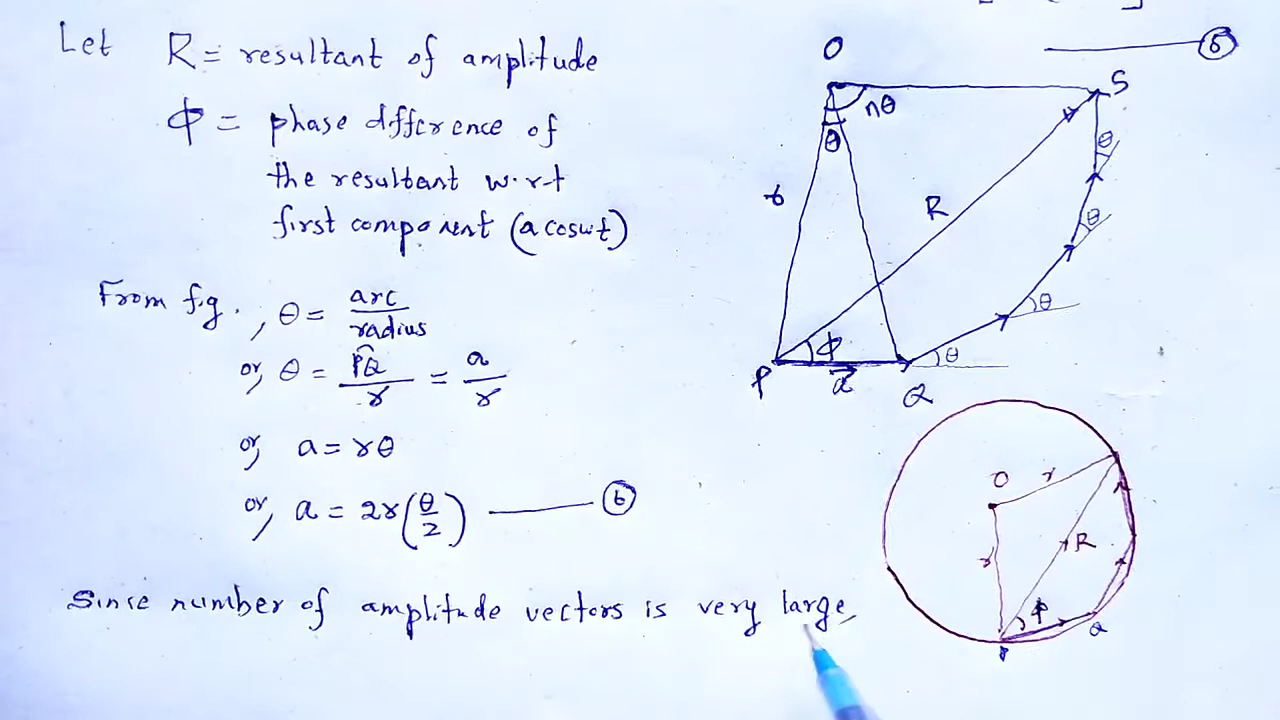 Let R = resultant of amplitude
ϕ = phase difference of
the resultant w.r.t
first component (a cosωt)
From fig., θ = arc/radius
or, θ = P͡Q/r = a/r
or, a = rθ
or, a = 2r(θ/2) —— ⑥
Since number of amplitude vectors is very large,
—— ⑤
O
S
nθ
θ
r
R
θ
θ
θ
θ
ϕ
P
a⃗
Q
O
r
r
R
ϕ
P
Q